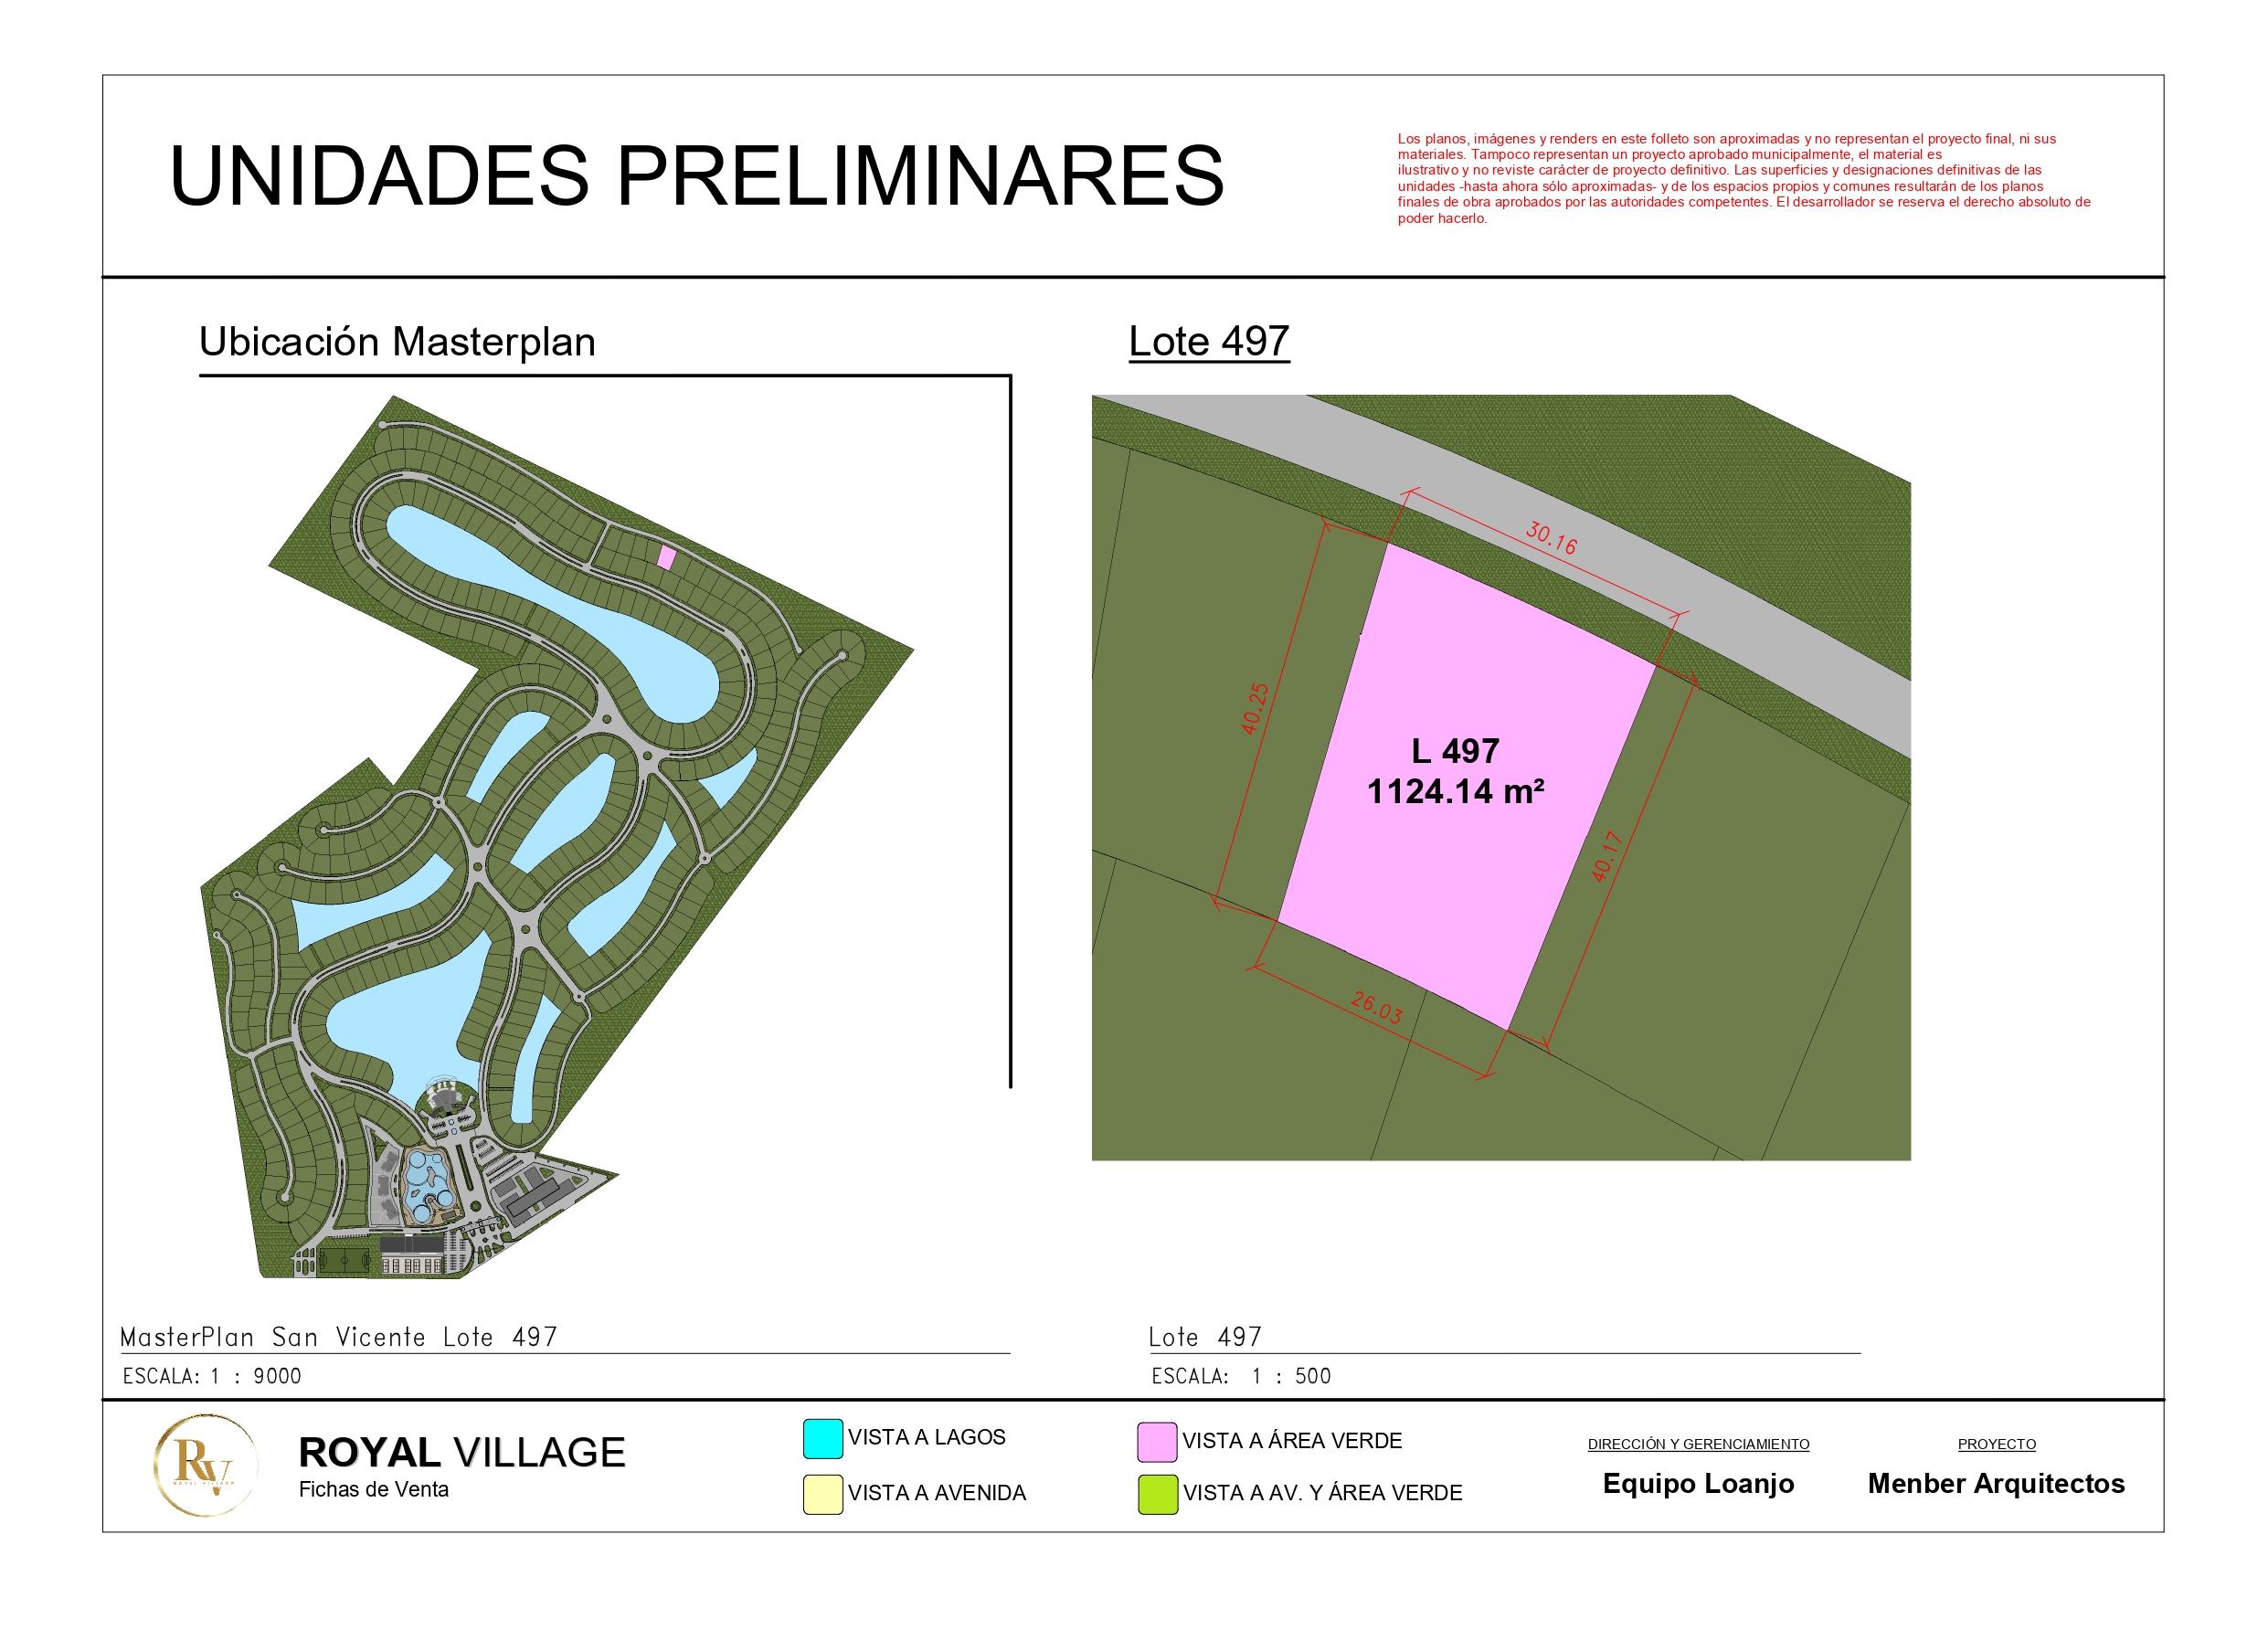 UNIDADES PRELIMINARES
Los planos, imágenes y renders en este folleto son aproximadas y no representan el proyecto final, ni sus
materiales. Tampoco representan un proyecto aprobado municipalmente, el material es
ilustrativo y no reviste carácter de proyecto definitivo. Las superficies y designaciones definitivas de las
unidades -hasta ahora sólo aproximadas- y de los espacios propios y comunes resultarán de los planos
finales de obra aprobados por las autoridades competentes. El desarrollador se reserva el derecho absoluto de
poder hacerlo.
Ubicación Masterplan
Lote 497
30.16
40.25
L 497
1124.14 m²
40.17
26.03
MasterPlan San Vicente Lote 497
ESCALA: 1 : 9000
Lote 497
ESCALA: 1 : 500
RV
ROYAL VILLAGE
ROYAL VILLAGE
Fichas de Venta
VISTA A LAGOS
VISTA A AVENIDA
VISTA A ÁREA VERDE
VISTA A AV. Y ÁREA VERDE
DIRECCIÓN Y GERENCIAMIENTO
Equipo Loanjo
PROYECTO
Menber Arquitectos